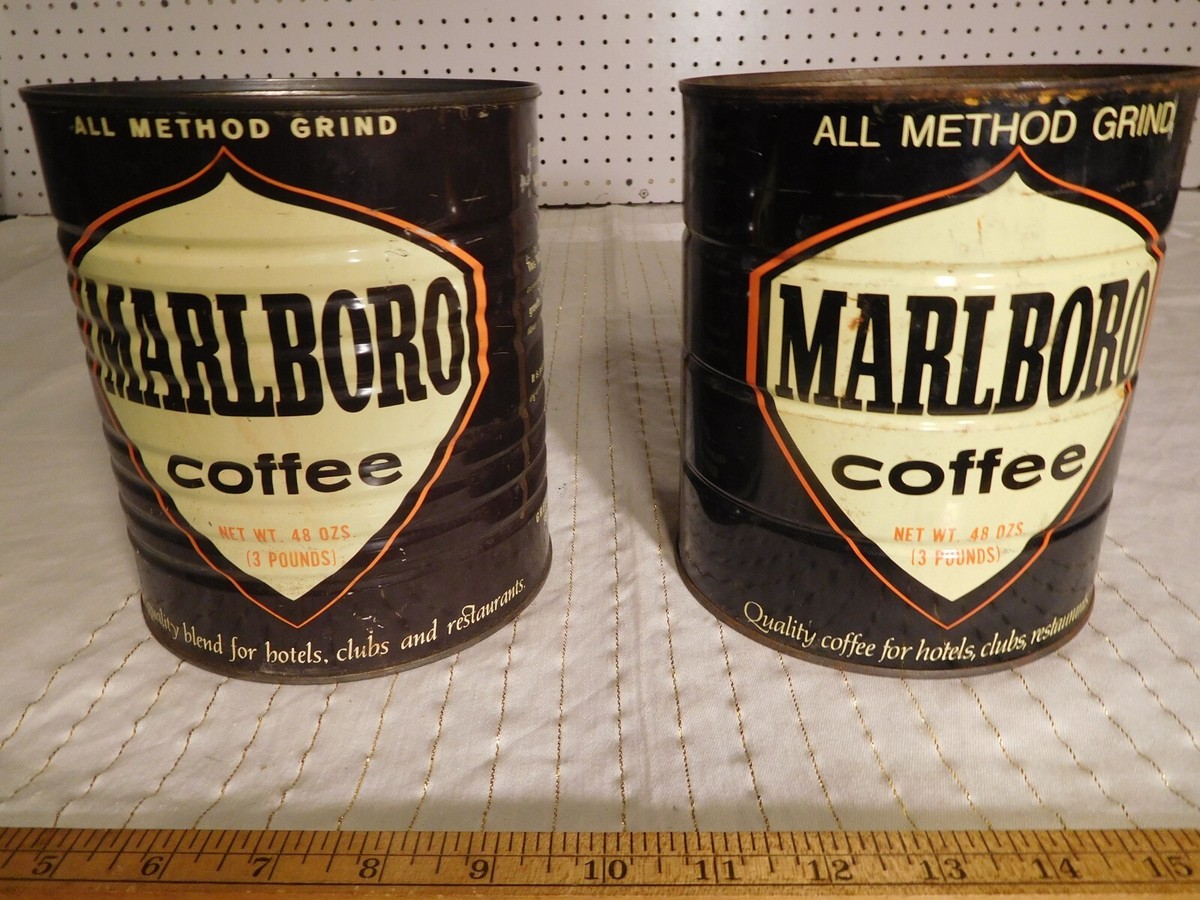 ALL METHOD GRIND
MARLBORO
coffee
NET WT. 48 OZS.
(3 POUNDS)
blend for hotels, clubs and restaurants.
ALL METHOD GRIND
MARLBORO
coffee
NET WT. 48 OZS.
(3 POUNDS)
Quality coffee for hotels, clubs, restaurants
5 6 7 8 9 10 11 12 13 14 15